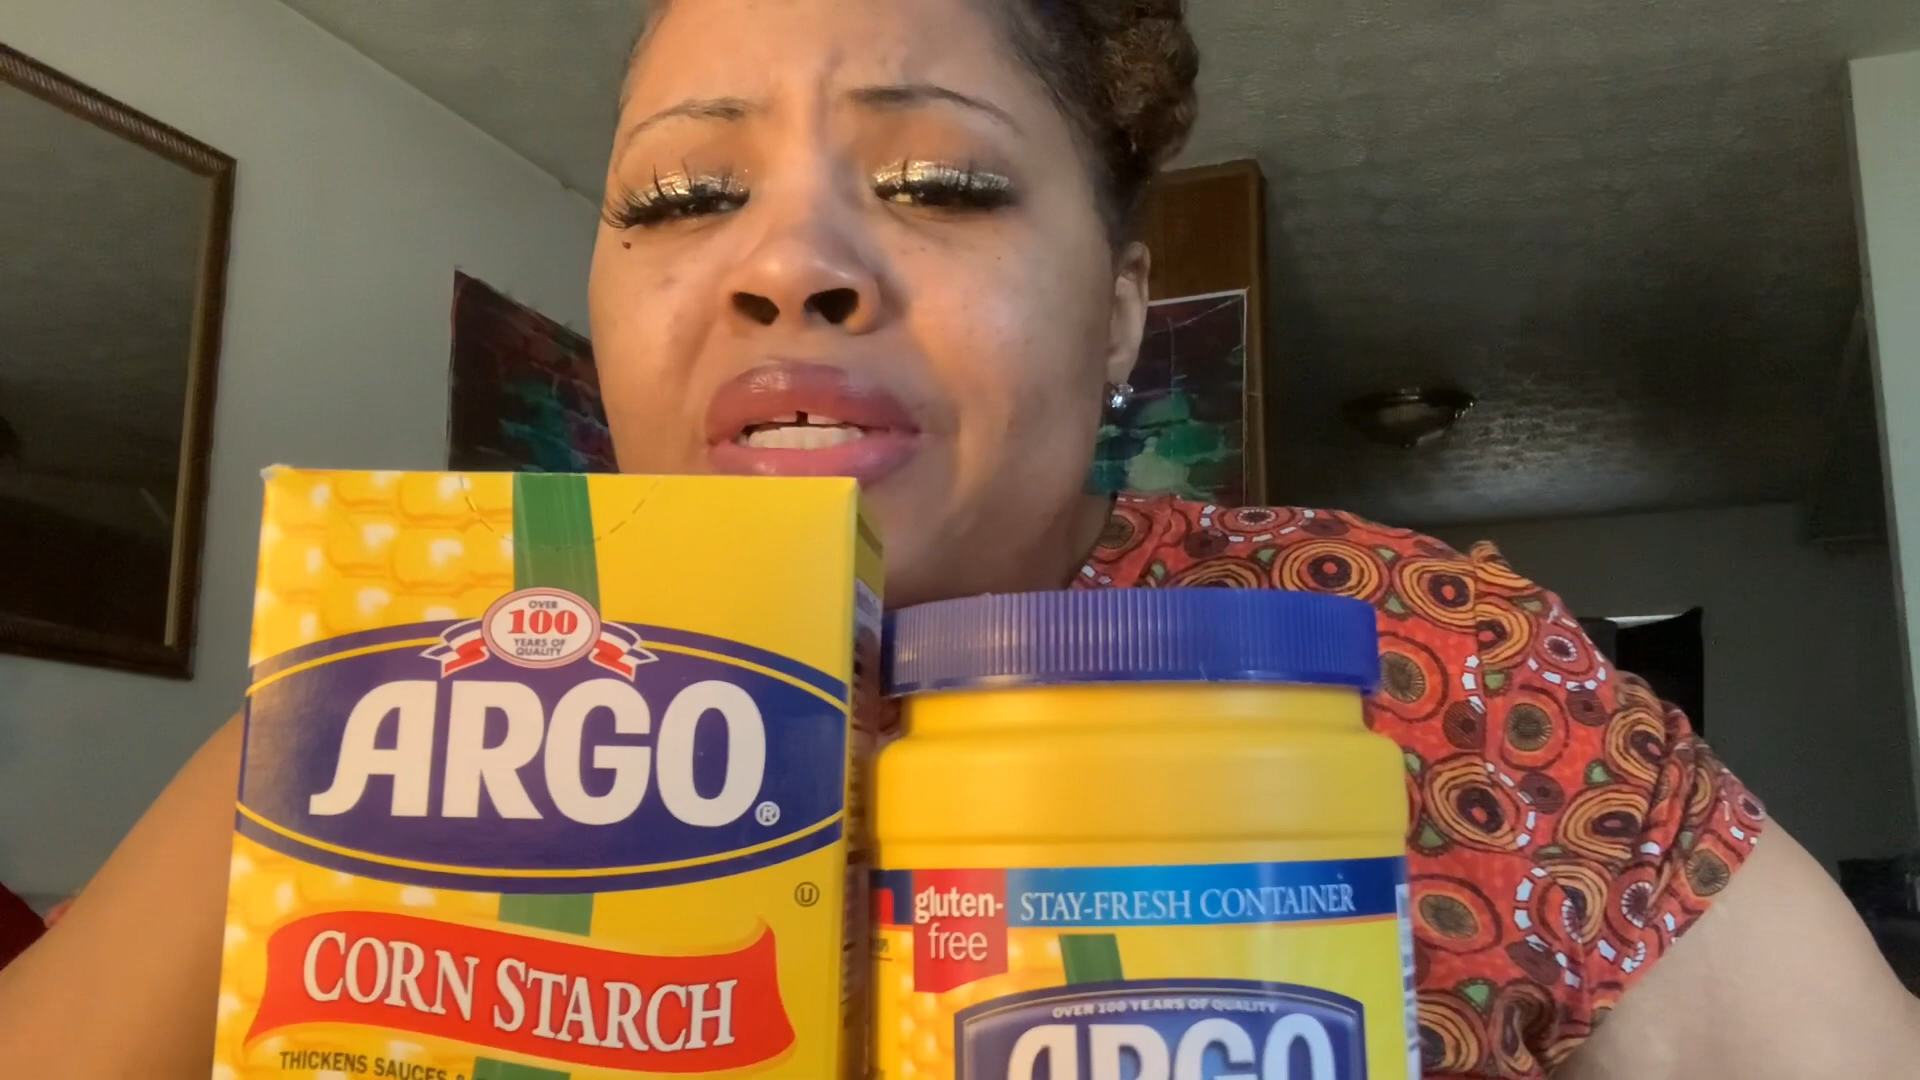 OVER
100
YEARS OF
QUALITY
ARGO®
U
CORN STARCH
THICKENS SAUCES &
gluten-
free
STAY-FRESH CONTAINER
OVER 100 YEARS OF QUALITY
ARGO